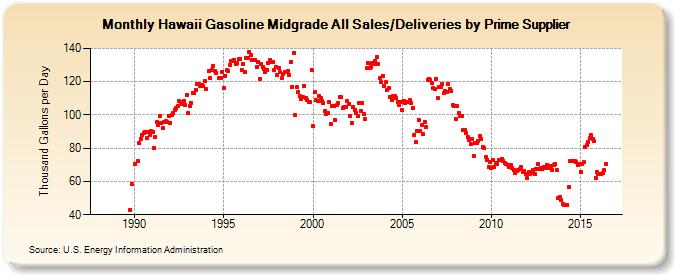 Monthly Hawaii Gasoline Midgrade All Sales/Deliveries by Prime Supplier
Thousand Gallons per Day
140
120
100
80
60
40
1990 1995 2000 2005 2010 2015
Source: U.S. Energy Information Administration